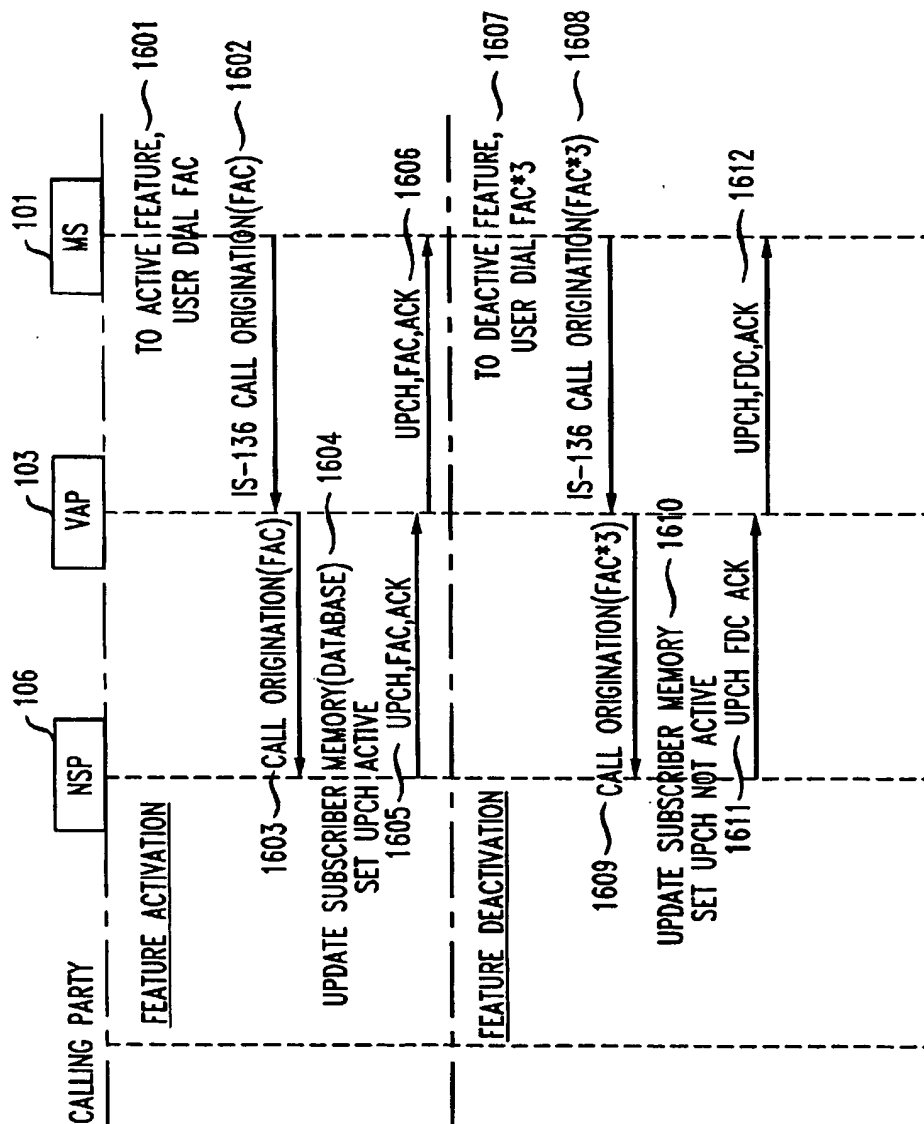 CALLING PARTY
106
NSP
103
VAP
101
MS
FEATURE ACTIVATION
TO ACTIVE FEATURE,
USER DIAL FAC
1601
IS-136 CALL ORIGINATION(FAC)
1602
1603
CALL ORIGINATION(FAC)
UPDATE SUBSCRIBER MEMORY(DATABASE)
SET UPCH ACTIVE
1604
1605
UPCH,FAC,ACK
UPCH,FAC,ACK
1606
FEATURE DEACTIVATION
TO DEACTIVE FEATURE,
USER DIAL FAC*3
1607
IS-136 CALL ORIGINATION(FAC*3)
1608
1609
CALL ORIGINATION(FAC*3)
UPDATE SUBSCRIBER MEMORY
SET UPCH NOT ACTIVE
1610
1611
UPCH FDC ACK
UPCH,FDC,ACK
1612